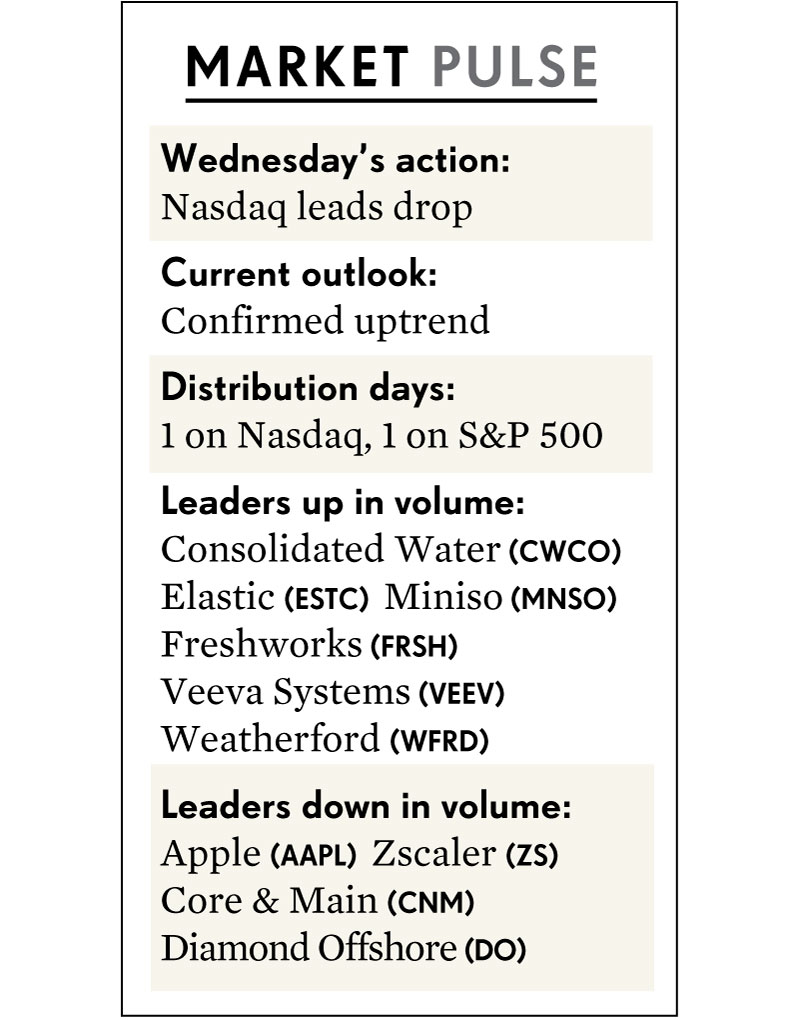 MARKET PULSE
Wednesday’s action:
Nasdaq leads drop
Current outlook:
Confirmed uptrend
Distribution days:
1 on Nasdaq, 1 on S&P 500
Leaders up in volume:
Consolidated Water (CWCO)
Elastic (ESTC) Miniso (MNSO)
Freshworks (FRSH)
Veeva Systems (VEEV)
Weatherford (WFRD)
Leaders down in volume:
Apple (AAPL) Zscaler (ZS)
Core & Main (CNM)
Diamond Offshore (DO)